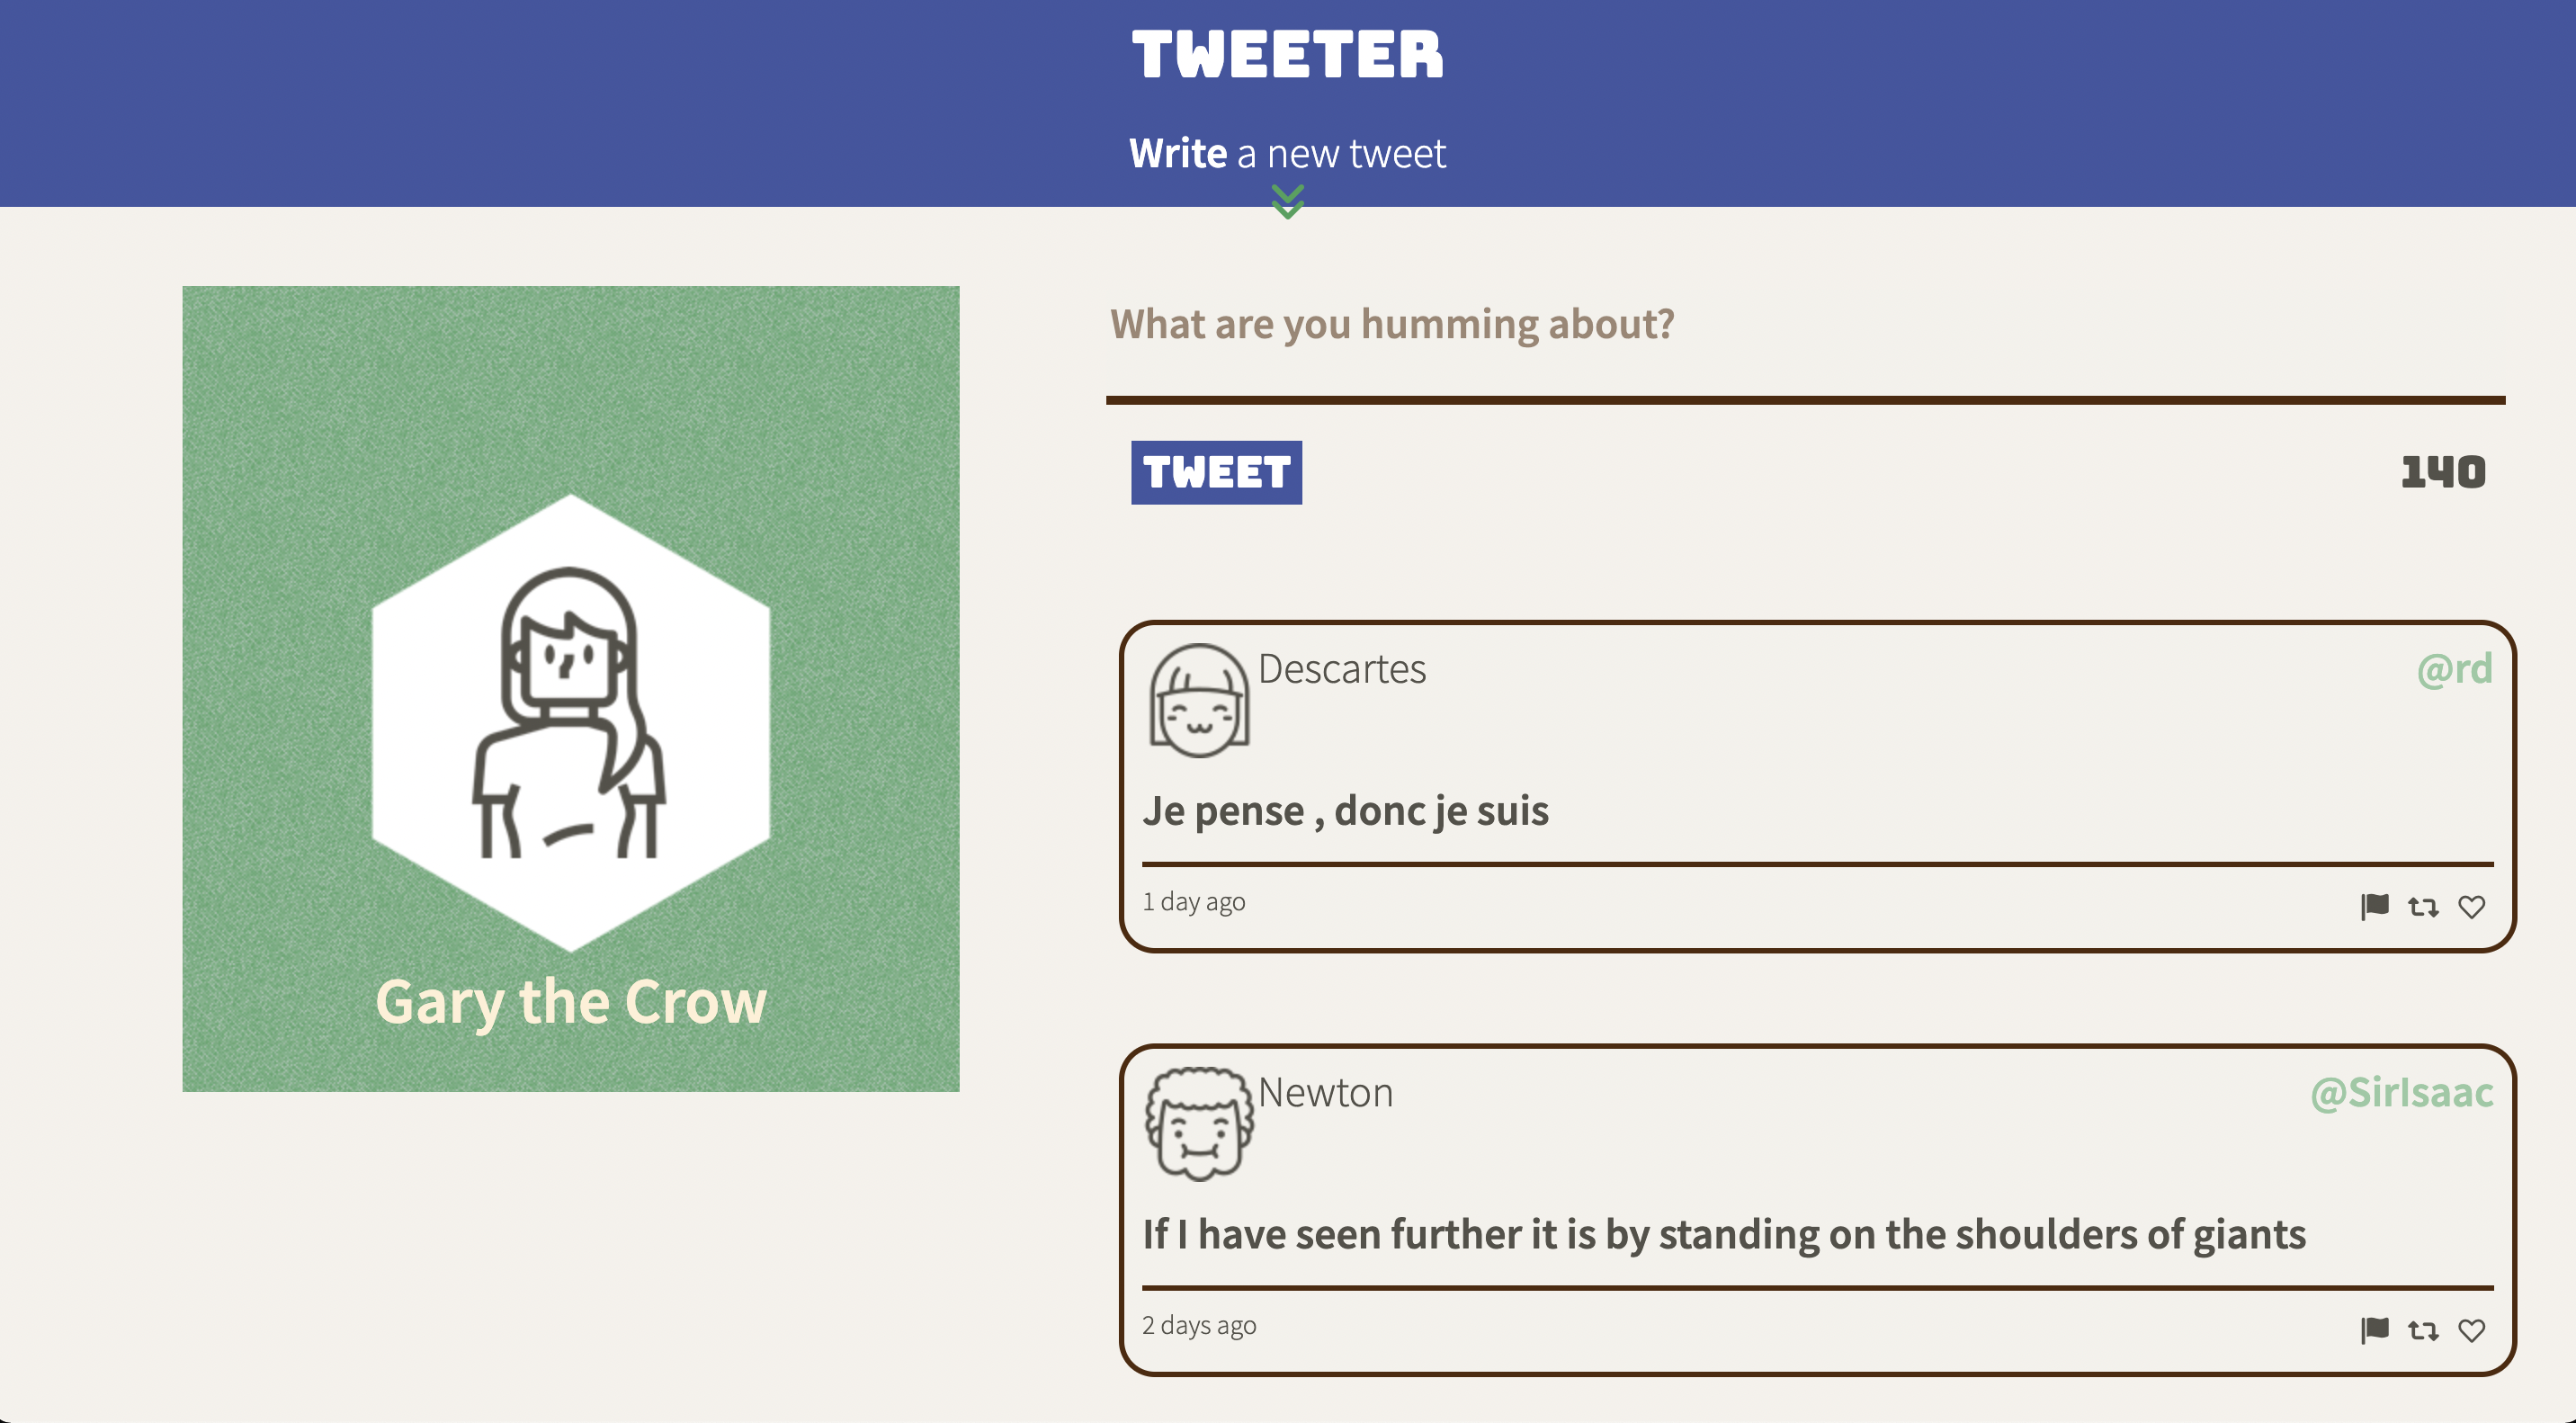 TWEETER
Write a new tweet
Gary the Crow
What are you humming about?
TWEET
140
Descartes
@rd
Je pense , donc je suis
1 day ago
Newton
@SirIsaac
If I have seen further it is by standing on the shoulders of giants
2 days ago